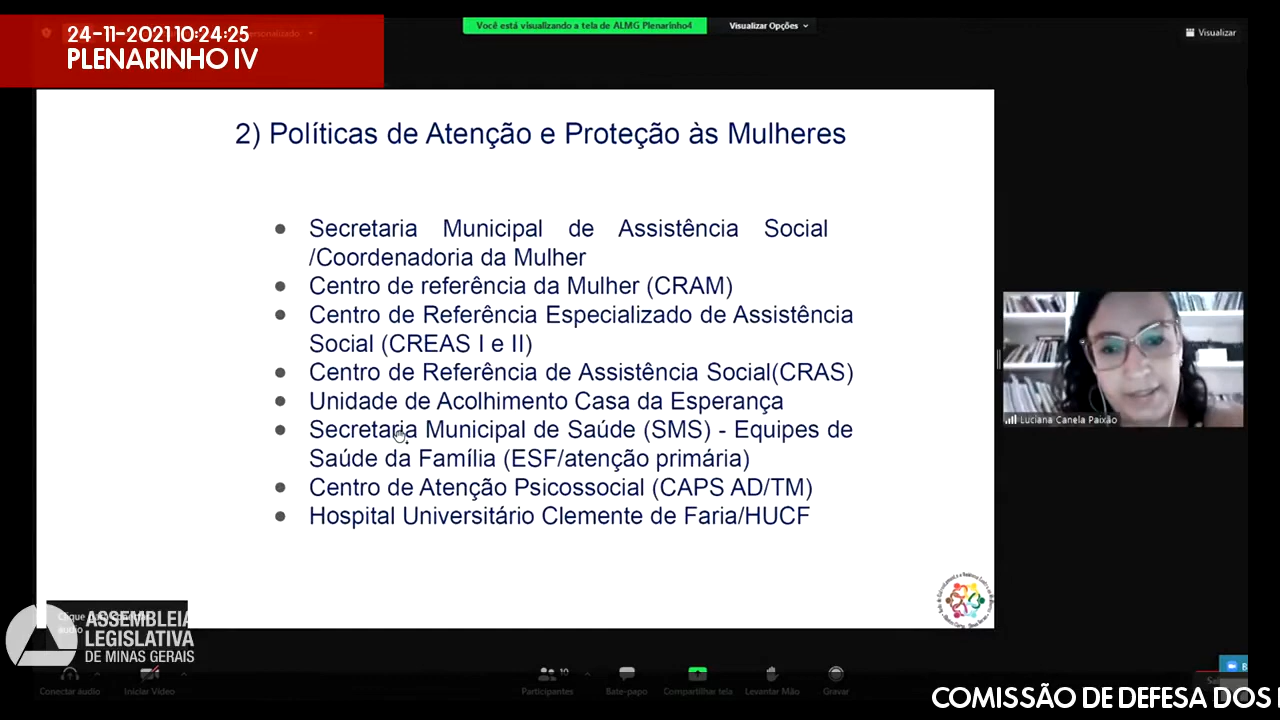 24-11-2021 10:24:25
PLENARINHO IV
Você está visualizando a tela de ALMG Plenarinho4
Visualizar Opções
Visualizar
2) Políticas de Atenção e Proteção às Mulheres
Secretaria Municipal de Assistência Social
/Coordenadoria da Mulher
Centro de referência da Mulher (CRAM)
Centro de Referência Especializado de Assistência
Social (CREAS I e II)
Centro de Referência de Assistência Social(CRAS)
Unidade de Acolhimento Casa da Esperança
Secretaria Municipal de Saúde (SMS) - Equipes de
Saúde da Família (ESF/atenção primária)
Centro de Atenção Psicossocial (CAPS AD/TM)
Hospital Universitário Clemente de Faria/HUCF
Luciana Canela Paixão
ASSEMBLEIA
LEGISLATIVA
DE MINAS GERAIS
Conectar áudio
Iniciar Vídeo
Participantes
10
Bate-papo
Compartilhar tela
Levantar Mão
Gravar
COMISSÃO DE DEFESA DOS